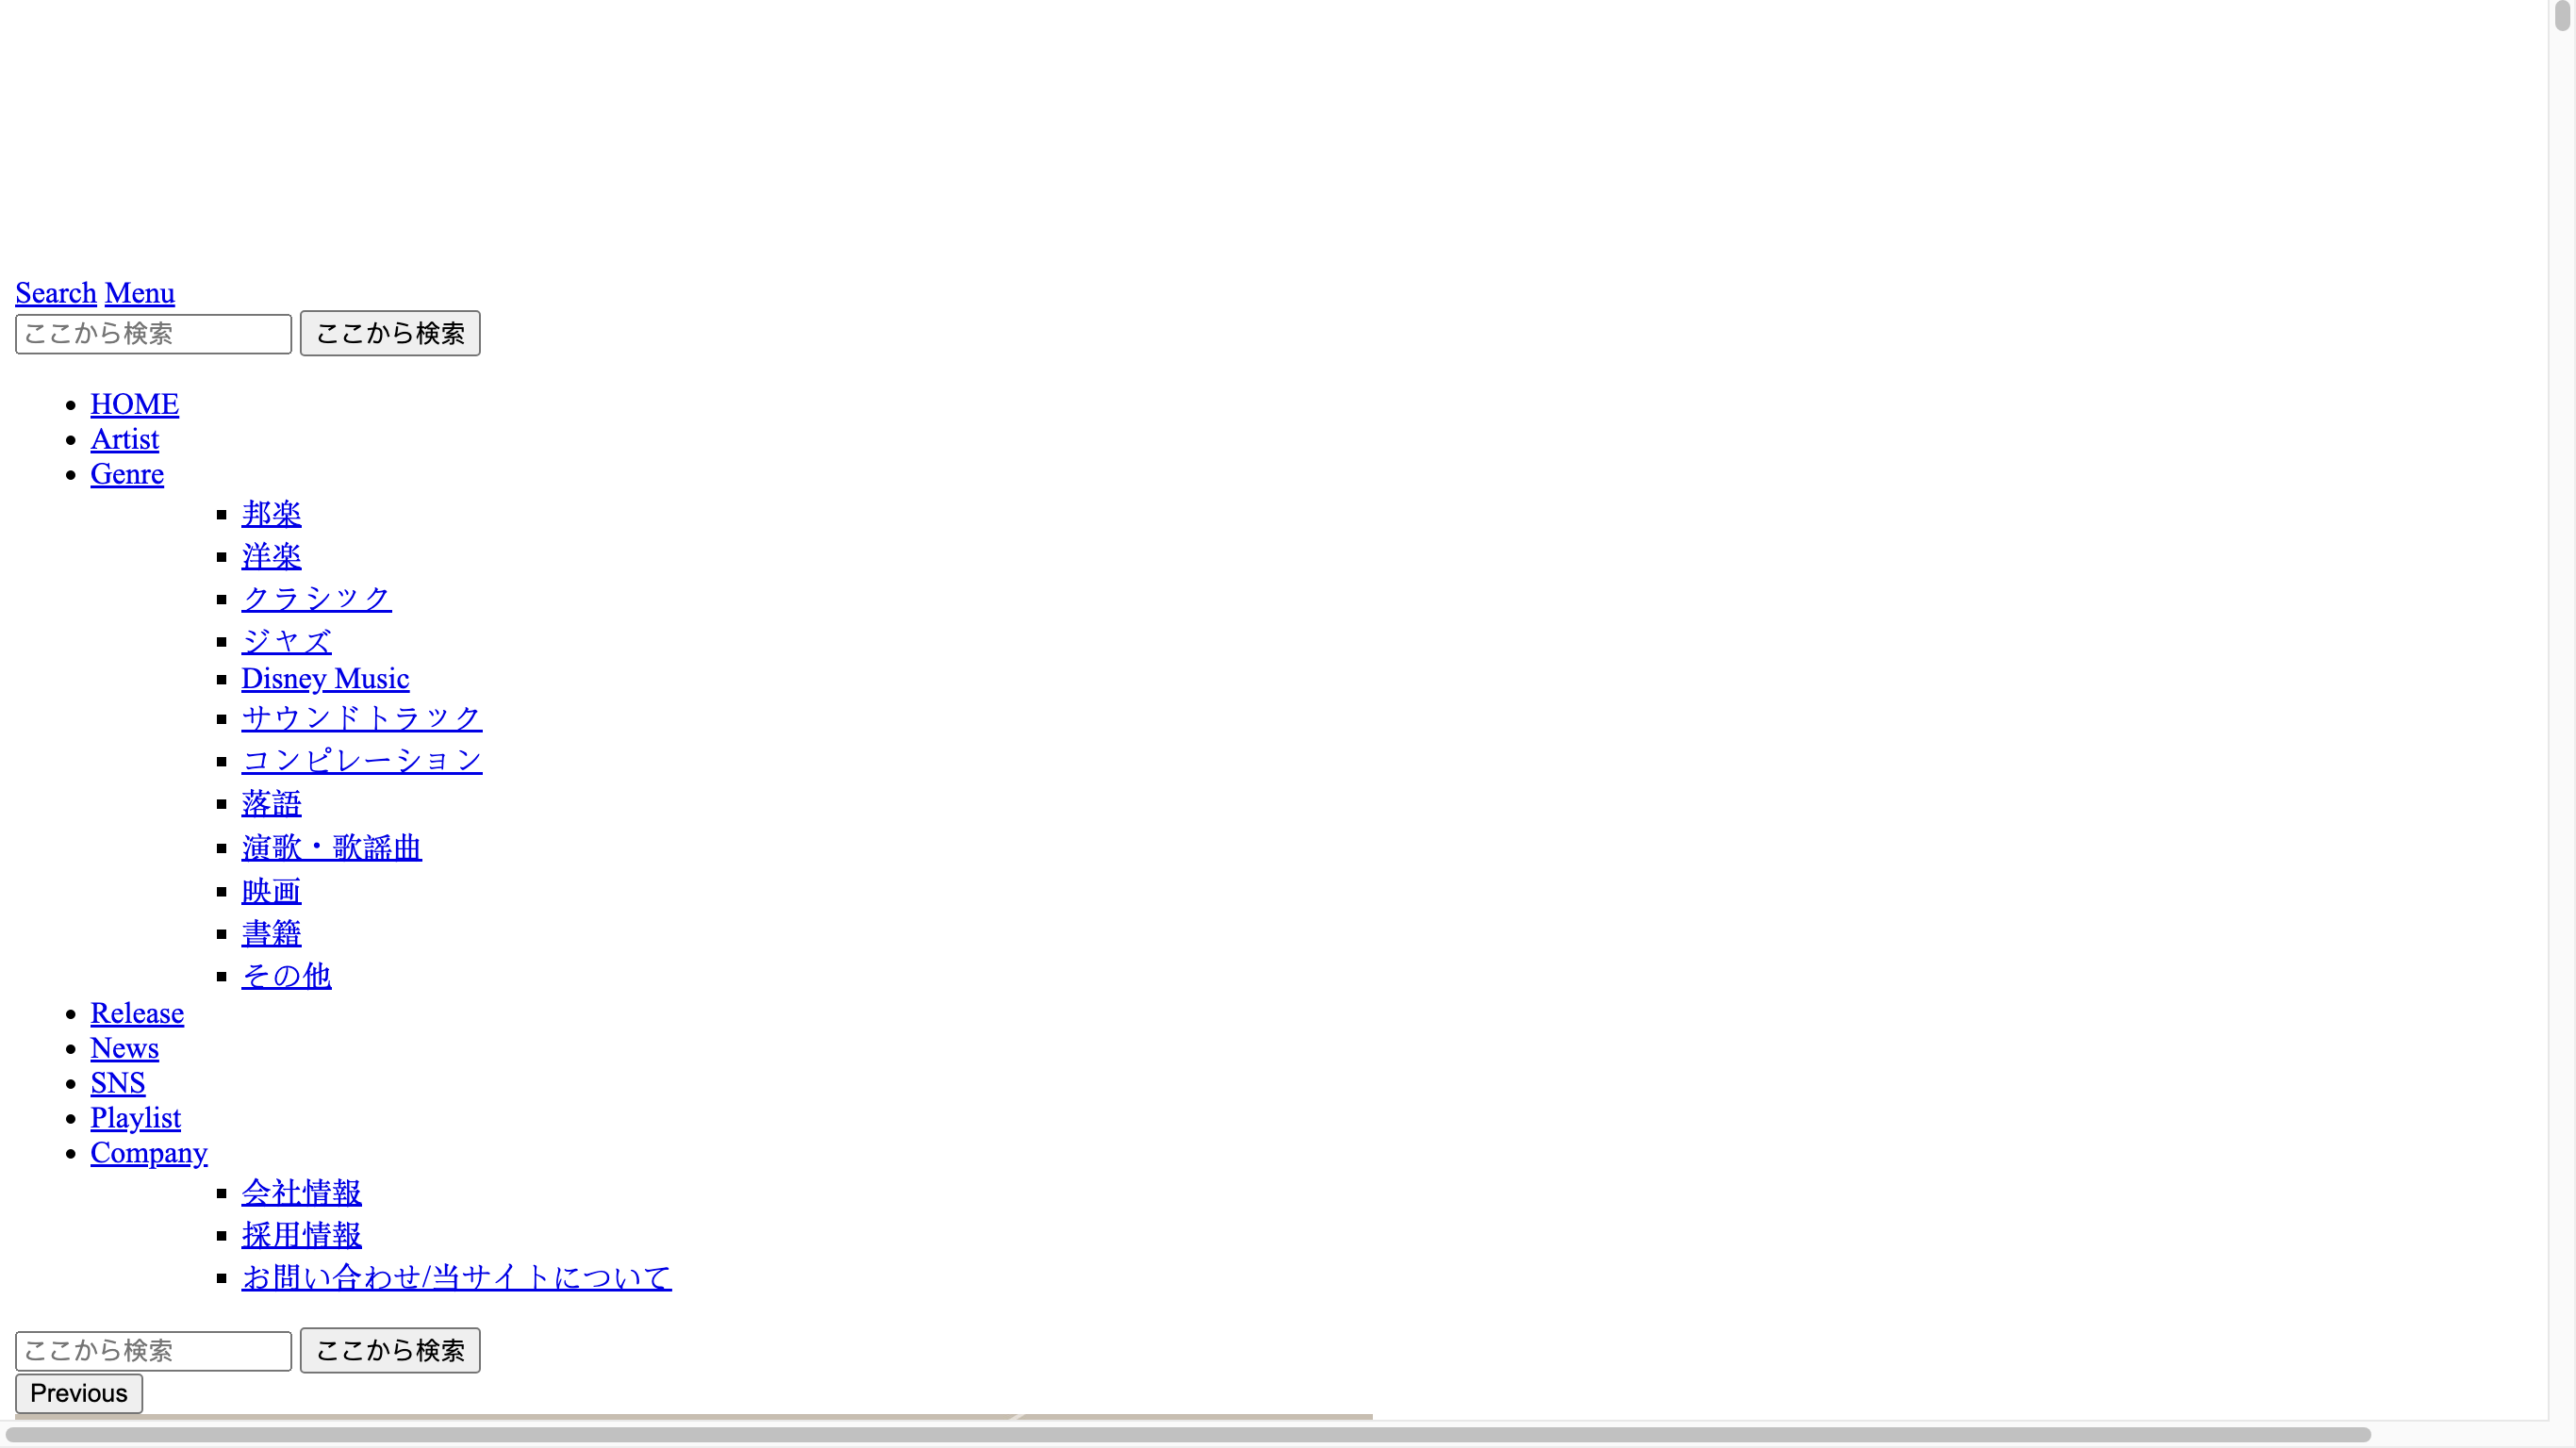 Search Menu
ここから検索 ここから検索
HOME
Artist
Genre
邦楽
洋楽
クラシック
ジャズ
Disney Music
サウンドトラック
コンピレーション
落語
演歌・歌謡曲
映画
書籍
その他
Release
News
SNS
Playlist
Company
会社情報
採用情報
お問い合わせ/当サイトについて
ここから検索 ここから検索
Previous